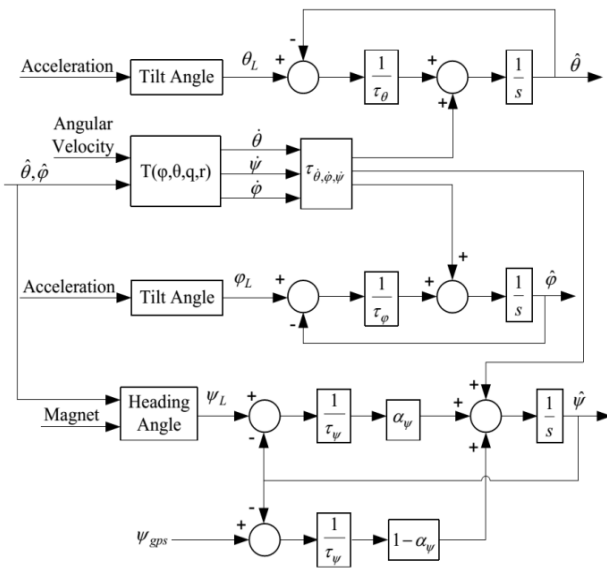 - θ_L + + θ̂
Acceleration Tilt Angle 1/τ_θ 1/s
+
Angular Velocity
θ̂, φ̂
T(φ,θ,q,r)
θ̇
ψ̇
φ̇
τ_θ̇,φ̇,ψ̇
+
φ_L + + φ̂
Acceleration Tilt Angle 1/τ_φ 1/s
-
+
Magnet Heading Angle ψ_L + 1/τ_ψ α_ψ + 1/s ψ̂
- +
-
ψ_gps + 1/τ_ψ 1−α_ψ